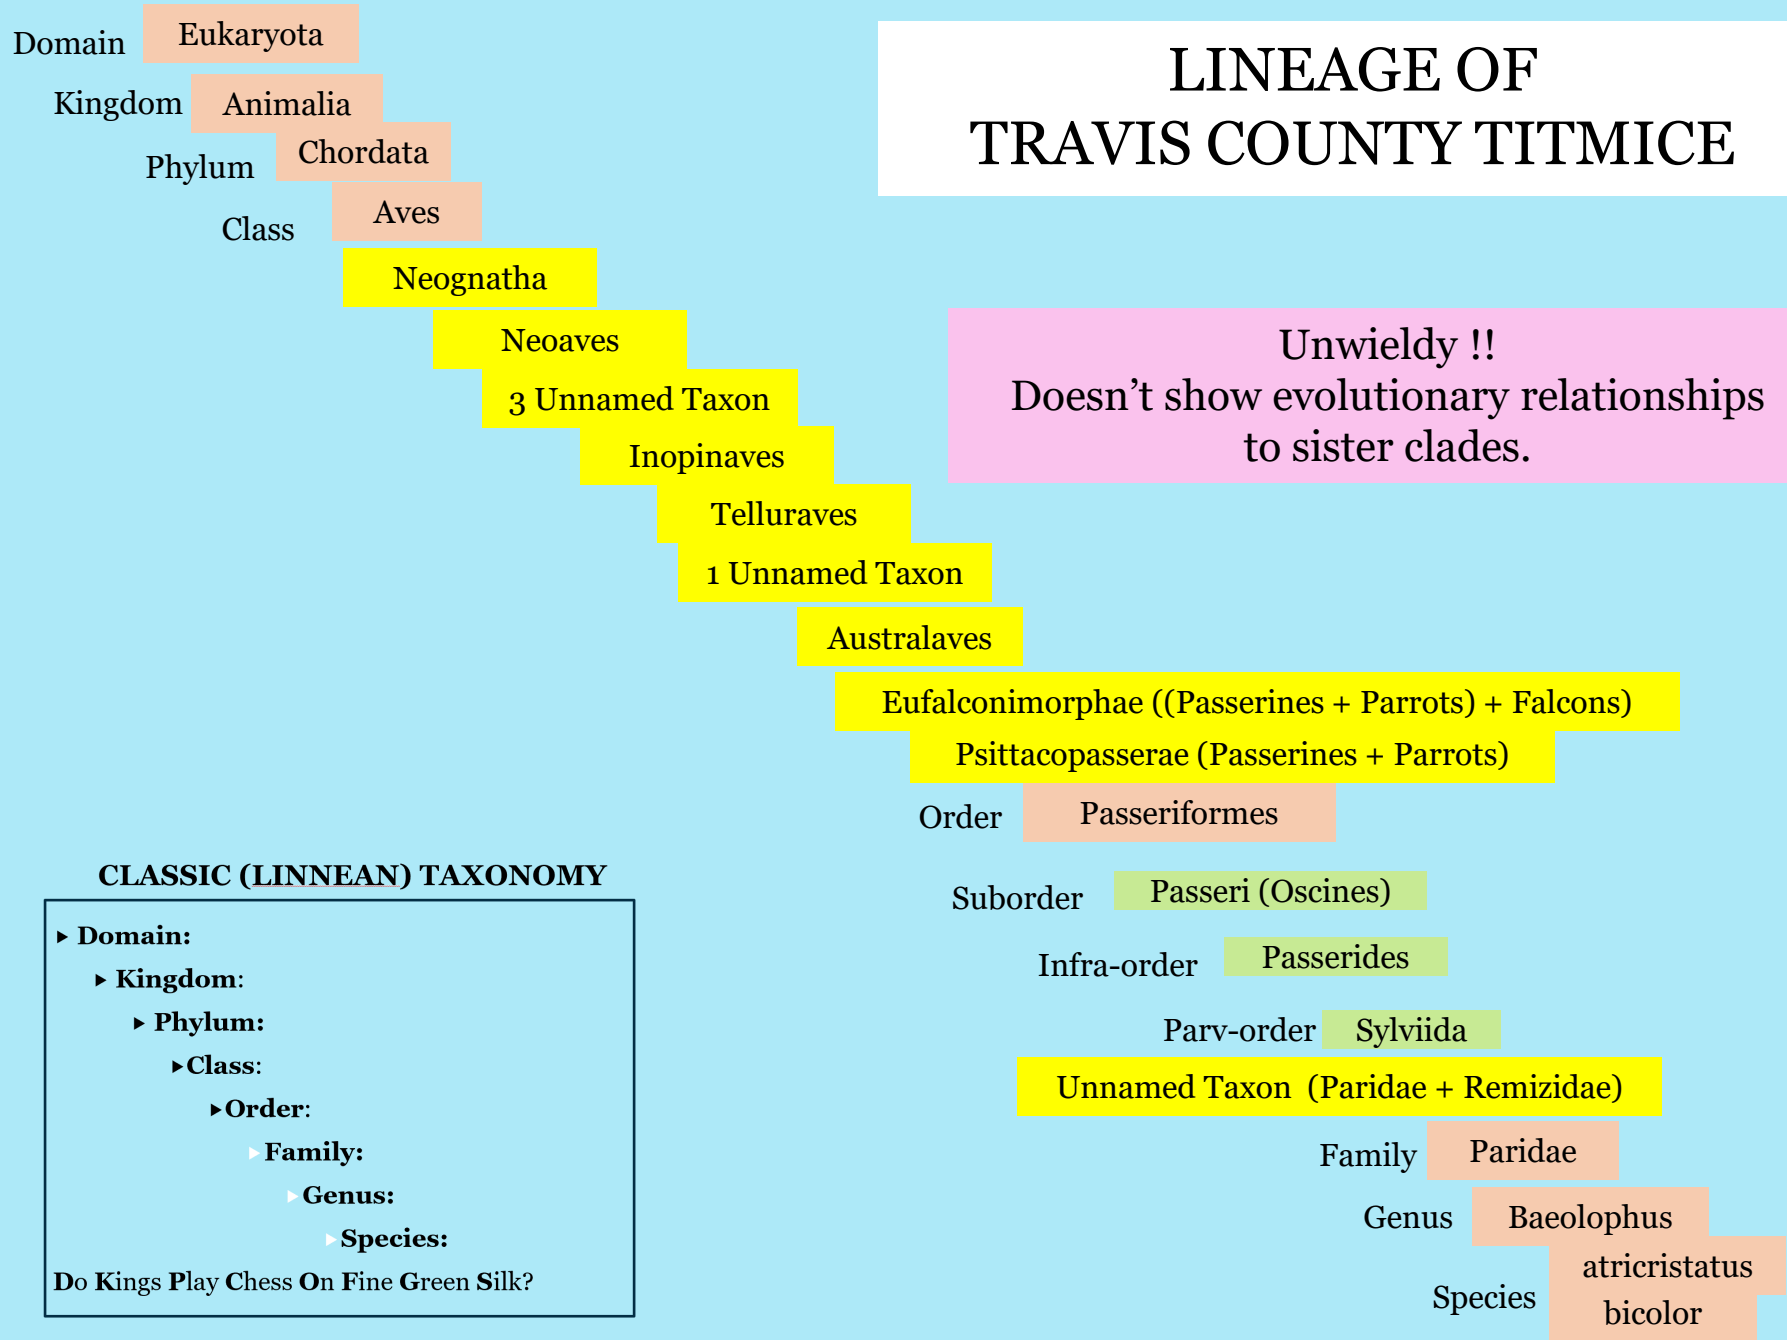 LINEAGE OF
TRAVIS COUNTY TITMICE
Domain Eukaryota
Kingdom Animalia
Phylum Chordata
Class Aves
Neognatha
Neoaves
3 Unnamed Taxon
Inopinaves
Telluraves
1 Unnamed Taxon
Australaves
Eufalconimorphae ((Passerines + Parrots) + Falcons)
Psittacopasserae (Passerines + Parrots)
Order Passeriformes
Suborder Passeri (Oscines)
Infra-order Passerides
Parv-order Sylviida
Unnamed Taxon (Paridae + Remizidae)
Family Paridae
Genus Baeolophus
Species atricristatus
bicolor
Unwieldy !!
Doesn't show evolutionary relationships
to sister clades.
CLASSIC (LINNEAN) TAXONOMY
Domain:
Kingdom:
Phylum:
Class:
Order:
Family:
Genus:
Species:
Do Kings Play Chess On Fine Green Silk?